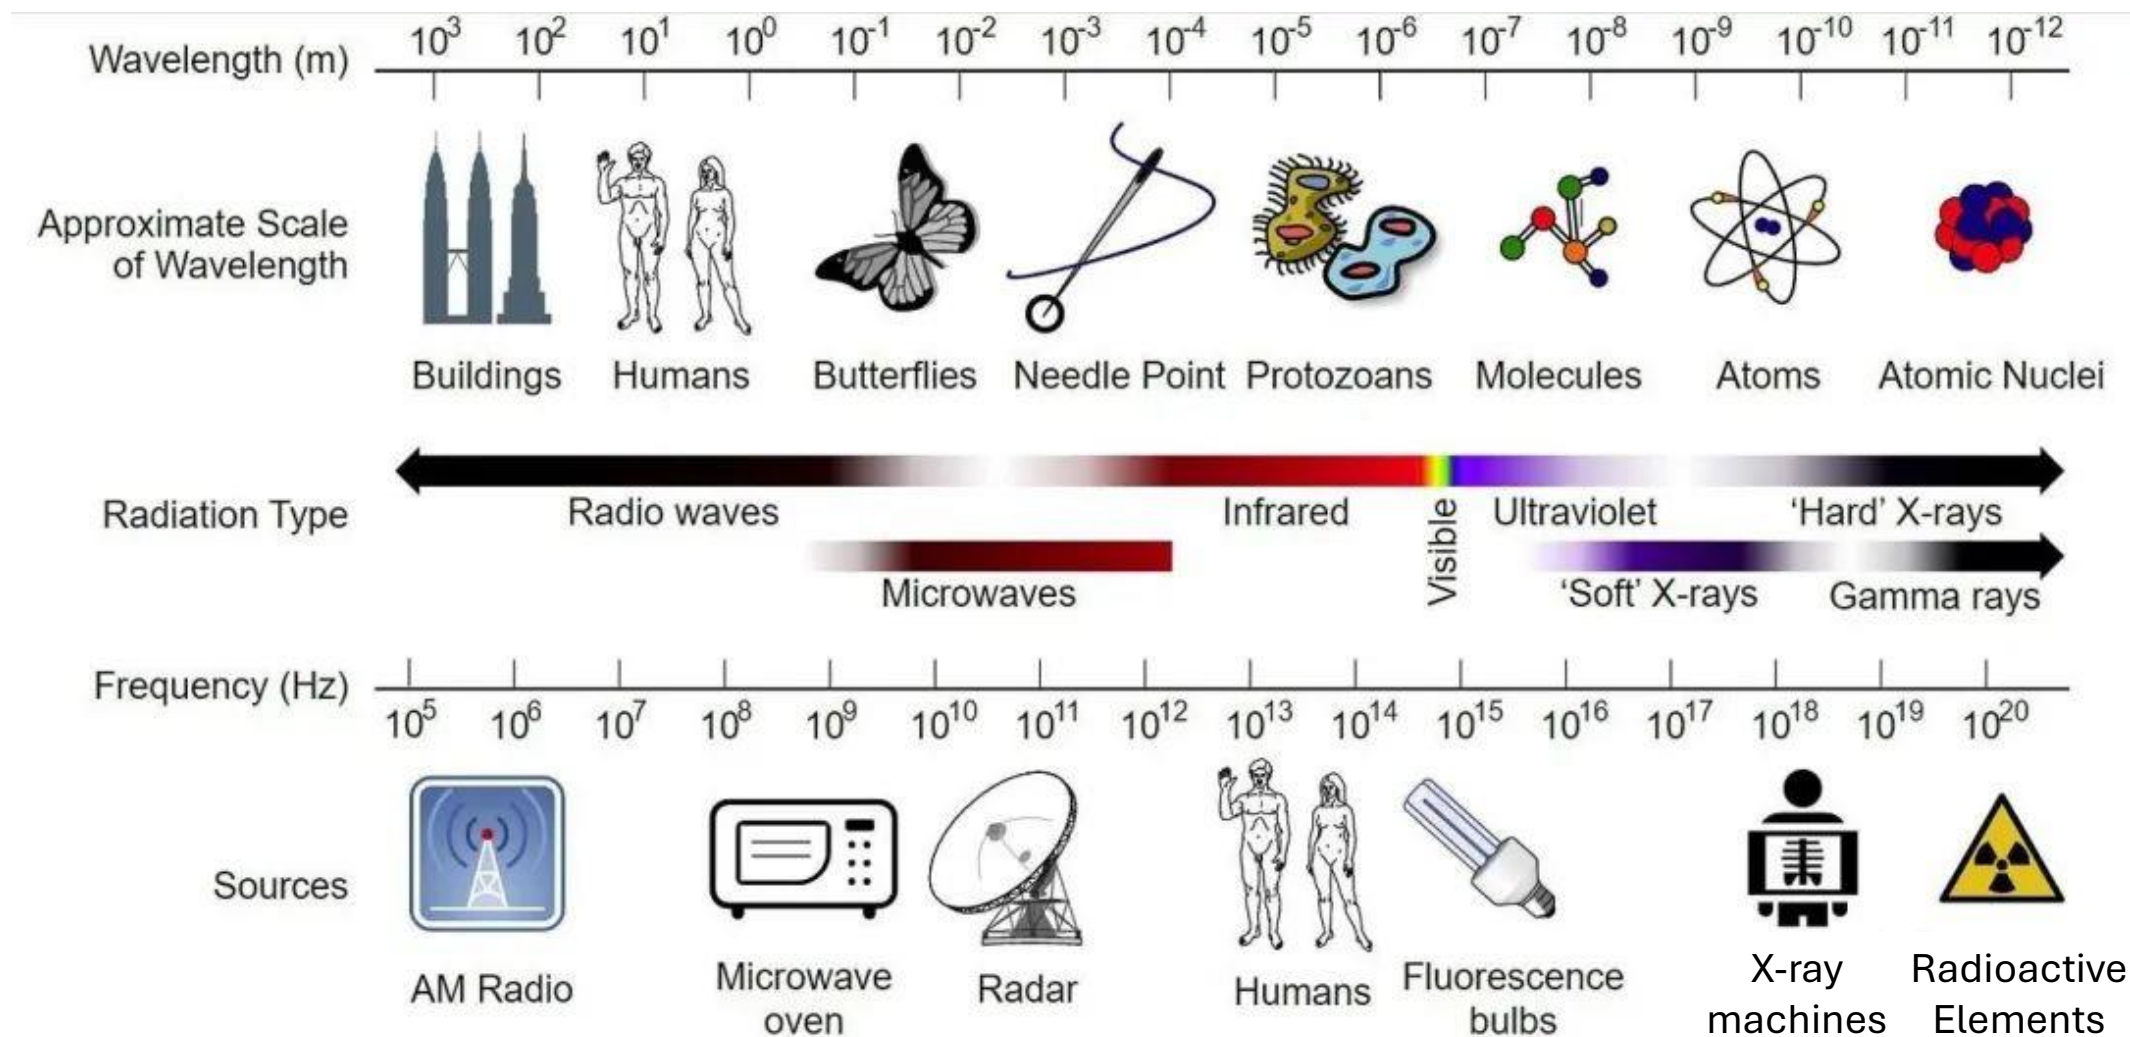 Wavelength (m) 10³ 10² 10¹ 10⁰ 10⁻¹ 10⁻² 10⁻³ 10⁻⁴ 10⁻⁵ 10⁻⁶ 10⁻⁷ 10⁻⁸ 10⁻⁹ 10⁻¹⁰ 10⁻¹¹ 10⁻¹²
Approximate Scale
of Wavelength
Buildings Humans Butterflies Needle Point Protozoans Molecules Atoms Atomic Nuclei
Radiation Type
Radio waves Infrared Visible Ultraviolet ‘Hard’ X-rays
Microwaves ‘Soft’ X-rays Gamma rays
Frequency (Hz)
10⁵ 10⁶ 10⁷ 10⁸ 10⁹ 10¹⁰ 10¹¹ 10¹² 10¹³ 10¹⁴ 10¹⁵ 10¹⁶ 10¹⁷ 10¹⁸ 10¹⁹ 10²⁰
Sources
AM Radio
Microwave
oven
Radar
Humans
Fluorescence
bulbs
X-ray
machines
Radioactive
Elements